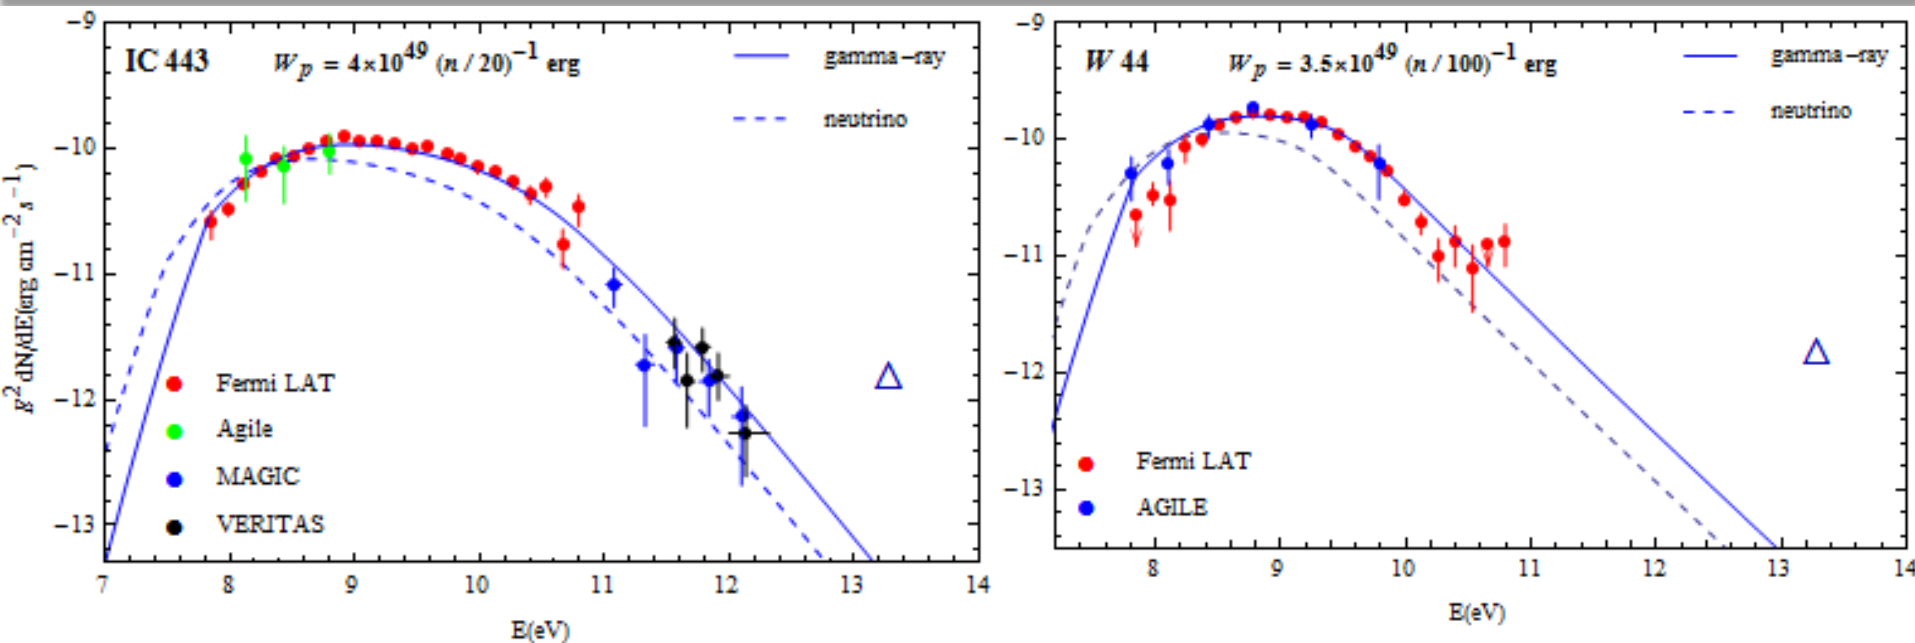 IC 443 W_p = 4×10^49 (n / 20)^−1 erg
gamma−ray
neutrino
Fermi LAT
Agile
MAGIC
VERITAS
E^2 dN/dE(erg cm^−2 s^−1)
−9
−10
−11
−12
−13
7 8 9 10 11 12 13 14
E(eV)
W 44 W_p = 3.5×10^49 (n / 100)^−1 erg
gamma−ray
neutrino
Fermi LAT
AGILE
−9
−10
−11
−12
−13
8 9 10 11 12 13 14
E(eV)